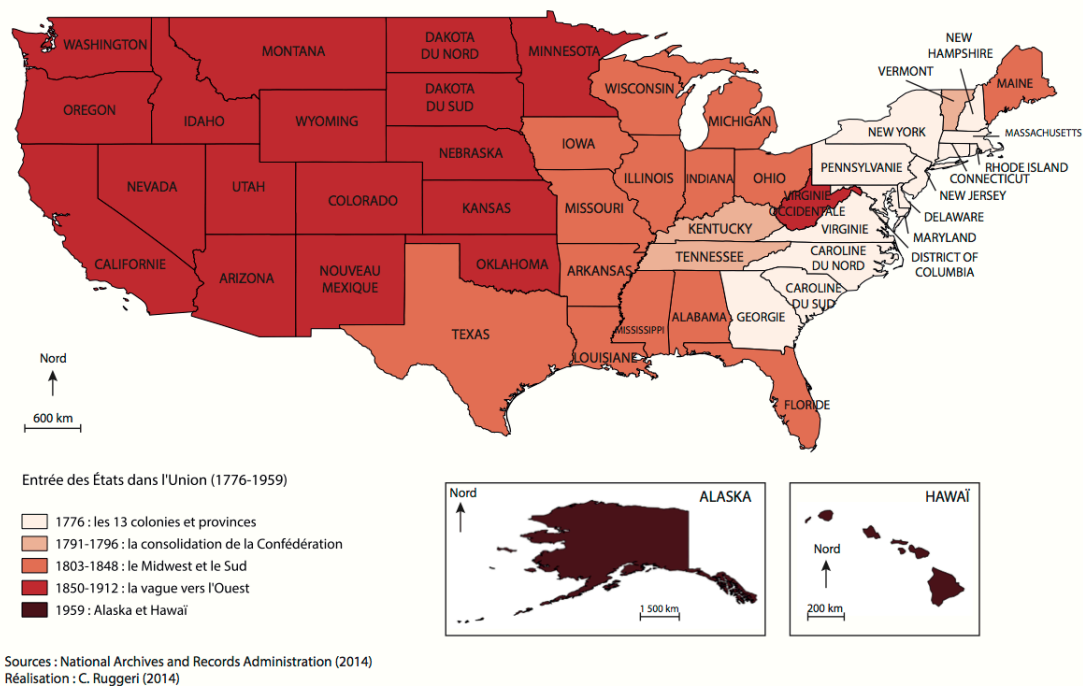 WASHINGTON
MONTANA
DAKOTA
DU NORD
MINNESOTA
NEW
HAMPSHIRE
VERMONT
MAINE
OREGON
IDAHO
WYOMING
DAKOTA
DU SUD
WISCONSIN
MICHIGAN
NEW YORK
MASSACHUSETTS
RHODE ISLAND
CONNECTICUT
NEW JERSEY
PENNSYLVANIE
NEVADA
UTAH
COLORADO
NEBRASKA
IOWA
ILLINOIS
INDIANA
OHIO
VIRGINIE
OCCIDENTALE
VIRGINIE
DELAWARE
MARYLAND
DISTRICT OF
COLUMBIA
CALIFORNIE
ARIZONA
NOUVEAU
MEXIQUE
KANSAS
OKLAHOMA
MISSOURI
ARKANSAS
KENTUCKY
TENNESSEE
CAROLINE
DU NORD
CAROLINE
DU SUD
TEXAS
LOUISIANE
MISSISSIPPI
ALABAMA
GEORGIE
FLORIDE
Nord
600 km
Entrée des États dans l'Union (1776-1959)
1776 : les 13 colonies et provinces
1791-1796 : la consolidation de la Confédération
1803-1848 : le Midwest et le Sud
1850-1912 : la vague vers l'Ouest
1959 : Alaska et Hawaï
Nord
ALASKA
1 500 km
HAWAÏ
Nord
200 km
Sources : National Archives and Records Administration (2014)
Réalisation : C. Ruggeri (2014)